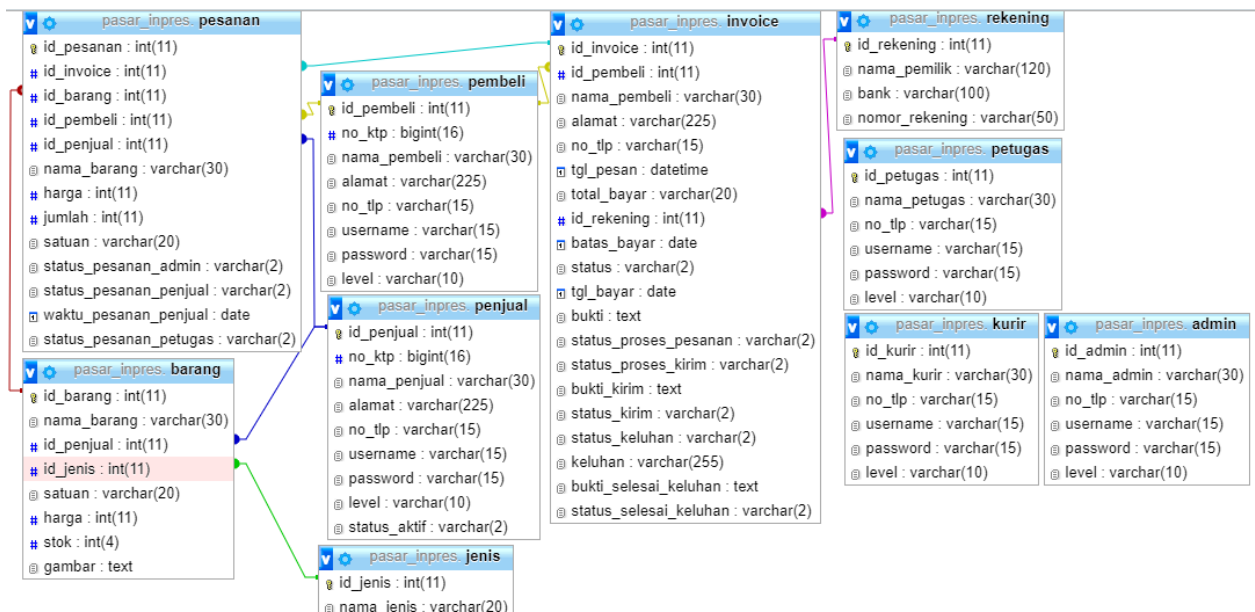 pasar_inpres. pesanan
id_pesanan : int(11)
id_invoice : int(11)
id_barang : int(11)
id_pembeli : int(11)
id_penjual : int(11)
nama_barang : varchar(30)
harga : int(11)
jumlah : int(11)
satuan : varchar(20)
status_pesanan_admin : varchar(2)
status_pesanan_penjual : varchar(2)
waktu_pesanan_penjual : date
status_pesanan_petugas : varchar(2)
pasar_inpres. barang
id_barang : int(11)
nama_barang : varchar(30)
id_penjual : int(11)
id_jenis : int(11)
satuan : varchar(20)
harga : int(11)
stok : int(4)
gambar : text
pasar_inpres. pembeli
id_pembeli : int(11)
no_ktp : bigint(16)
nama_pembeli : varchar(30)
alamat : varchar(225)
no_tlp : varchar(15)
username : varchar(15)
password : varchar(15)
level : varchar(10)
pasar_inpres. penjual
id_penjual : int(11)
no_ktp : bigint(16)
nama_penjual : varchar(30)
alamat : varchar(225)
no_tlp : varchar(15)
username : varchar(15)
password : varchar(15)
level : varchar(10)
status_aktif : varchar(2)
pasar_inpres. jenis
id_jenis : int(11)
nama_jenis : varchar(20)
pasar_inpres. invoice
id_invoice : int(11)
id_pembeli : int(11)
nama_pembeli : varchar(30)
alamat : varchar(225)
no_tlp : varchar(15)
tgl_pesan : datetime
total_bayar : varchar(20)
id_rekening : int(11)
batas_bayar : date
status : varchar(2)
tgl_bayar : date
bukti : text
status_proses_pesanan : varchar(2)
status_proses_kirim : varchar(2)
bukti_kirim : text
status_kirim : varchar(2)
status_keluhan : varchar(2)
keluhan : varchar(255)
bukti_selesai_keluhan : text
status_selesai_keluhan : varchar(2)
pasar_inpres. rekening
id_rekening : int(11)
nama_pemilik : varchar(120)
bank : varchar(100)
nomor_rekening : varchar(50)
pasar_inpres. petugas
id_petugas : int(11)
nama_petugas : varchar(30)
no_tlp : varchar(15)
username : varchar(15)
password : varchar(15)
level : varchar(10)
pasar_inpres. kurir
id_kurir : int(11)
nama_kurir : varchar(30)
no_tlp : varchar(15)
username : varchar(15)
password : varchar(15)
level : varchar(10)
pasar_inpres. admin
id_admin : int(11)
nama_admin : varchar(30)
no_tlp : varchar(15)
username : varchar(15)
password : varchar(15)
level : varchar(10)